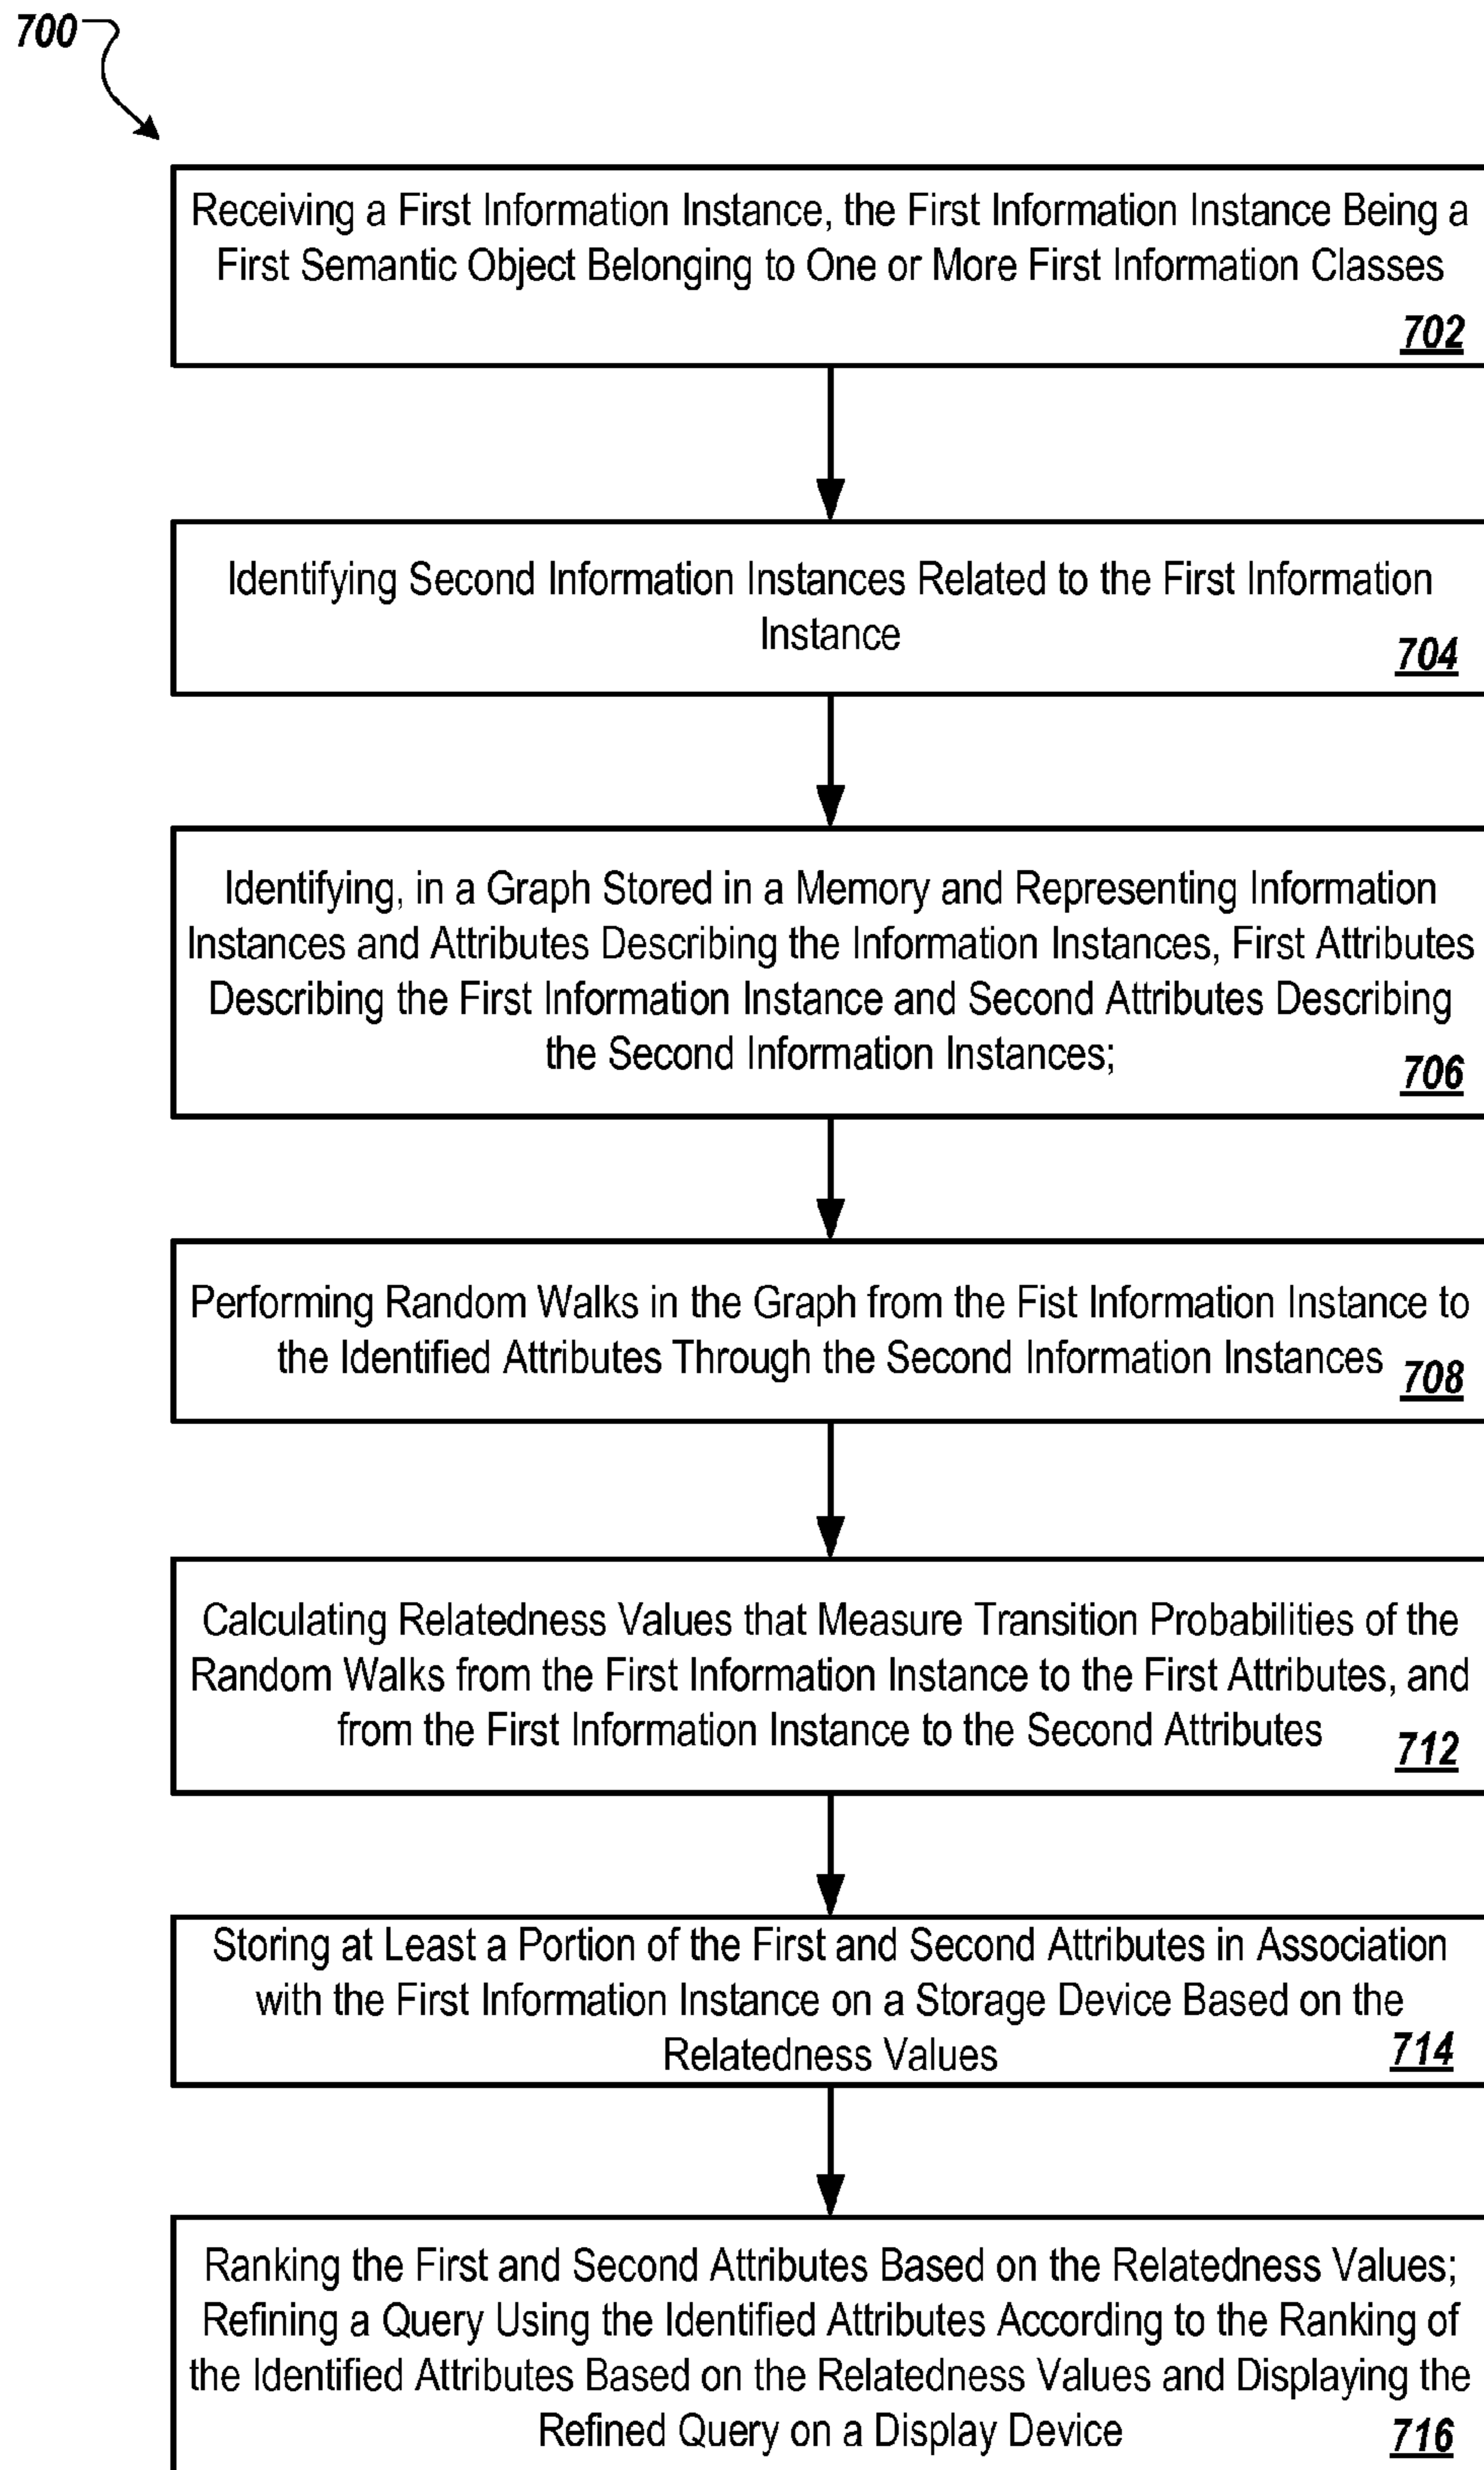 700
Receiving a First Information Instance, the First Information Instance Being a
First Semantic Object Belonging to One or More First Information Classes
702
Identifying Second Information Instances Related to the First Information
Instance
704
Identifying, in a Graph Stored in a Memory and Representing Information
Instances and Attributes Describing the Information Instances, First Attributes
Describing the First Information Instance and Second Attributes Describing
the Second Information Instances;
706
Performing Random Walks in the Graph from the Fist Information Instance to
the Identified Attributes Through the Second Information Instances
708
Calculating Relatedness Values that Measure Transition Probabilities of the
Random Walks from the First Information Instance to the First Attributes, and
from the First Information Instance to the Second Attributes
712
Storing at Least a Portion of the First and Second Attributes in Association
with the First Information Instance on a Storage Device Based on the
Relatedness Values
714
Ranking the First and Second Attributes Based on the Relatedness Values;
Refining a Query Using the Identified Attributes According to the Ranking of
the Identified Attributes Based on the Relatedness Values and Displaying the
Refined Query on a Display Device
716